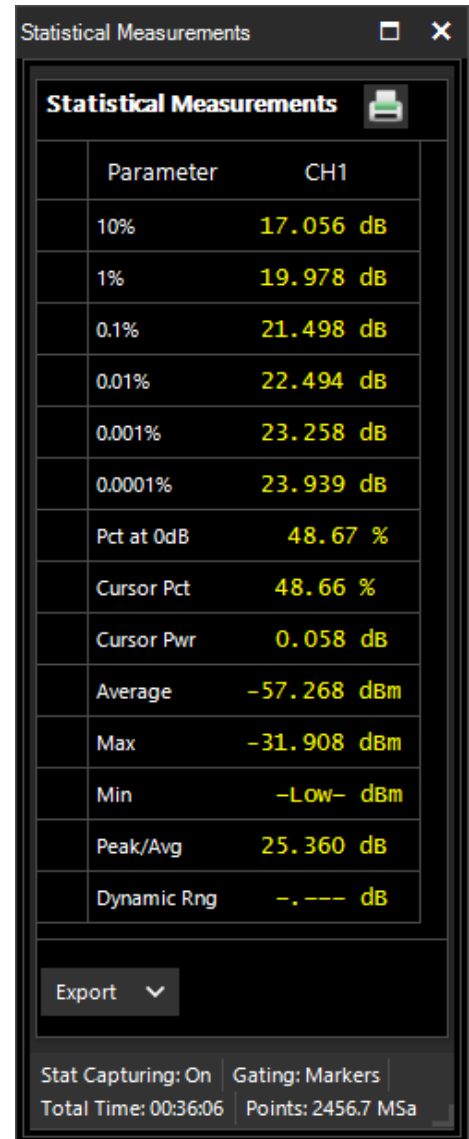 Statistical Measurements
Statistical Measurements
Parameter CH1
10% 17.056 dB
1% 19.978 dB
0.1% 21.498 dB
0.01% 22.494 dB
0.001% 23.258 dB
0.0001% 23.939 dB
Pct at 0dB 48.67 %
Cursor Pct 48.66 %
Cursor Pwr 0.058 dB
Average -57.268 dBm
Max -31.908 dBm
Min -Low- dBm
Peak/Avg 25.360 dB
Dynamic Rng -.--- dB
Export
Stat Capturing: On Gating: Markers
Total Time: 00:36:06 Points: 2456.7 MSa